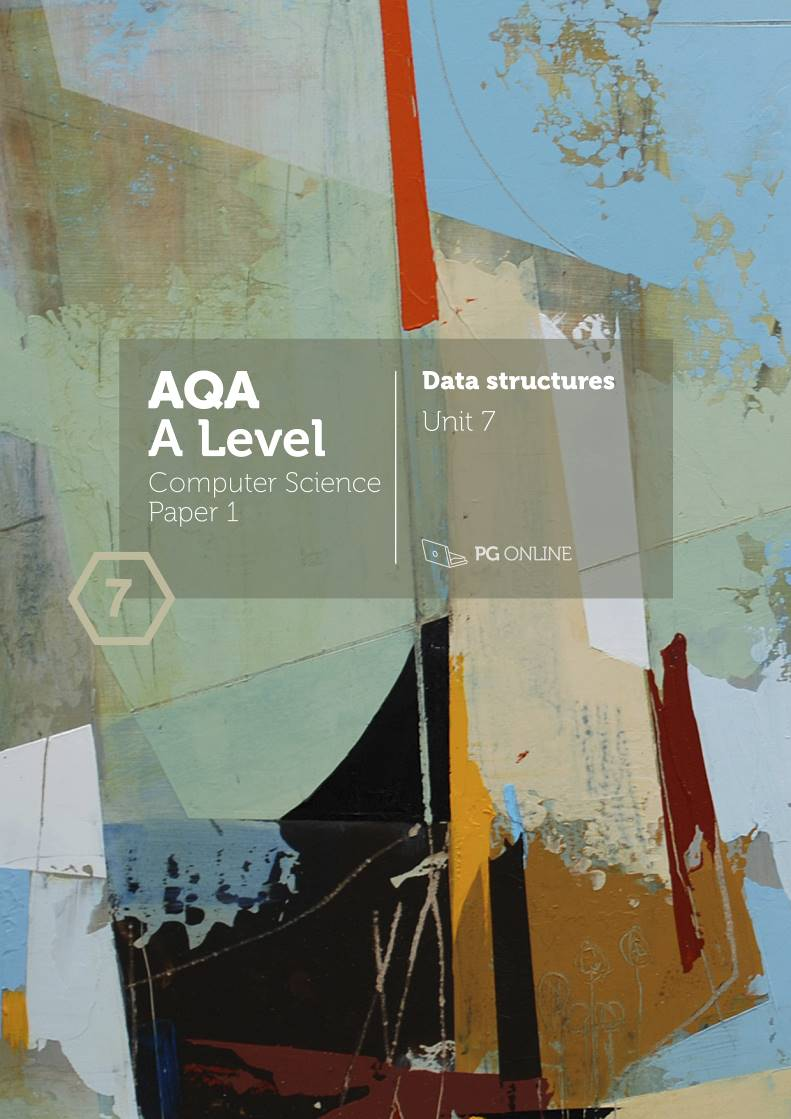 AQA
A Level
Computer Science
Paper 1
Data structures
Unit 7
PG ONLINE
7